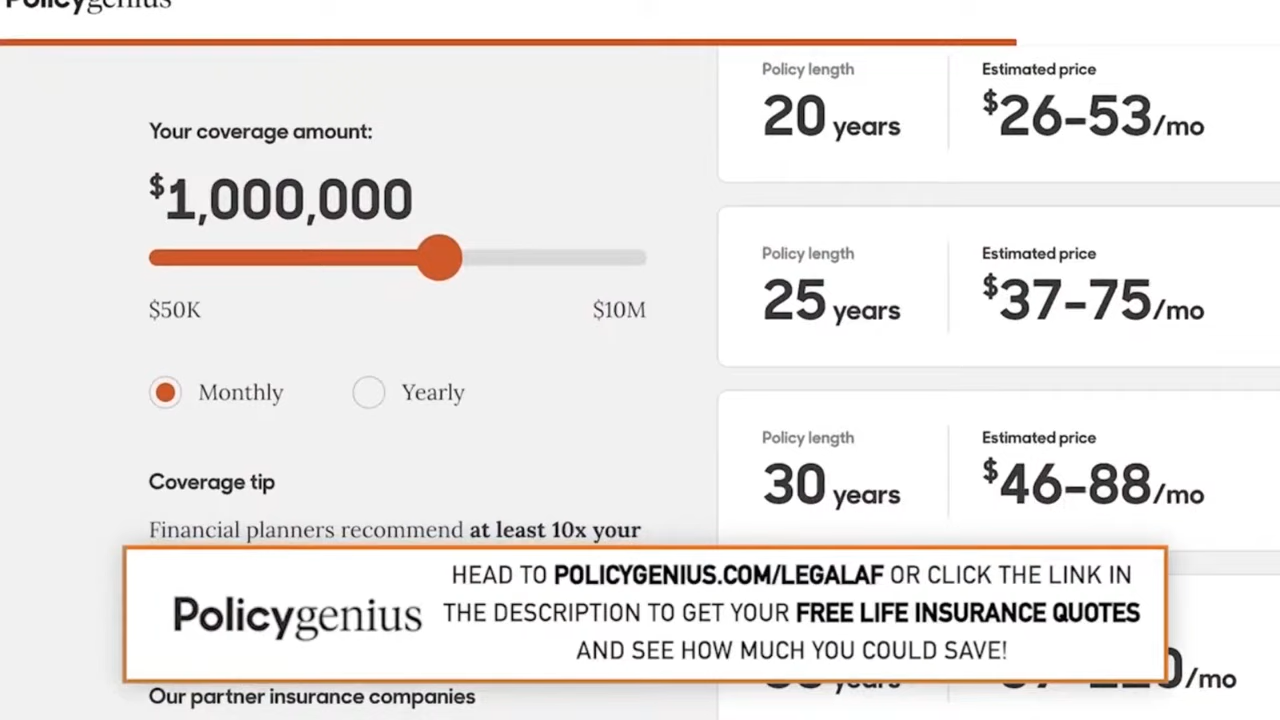 Policygenius
Your coverage amount:
$1,000,000
$50K $10M
Monthly Yearly
Coverage tip
Financial planners recommend at least 10x your
Our partner insurance companies
Policy length Estimated price
20 years $26-53/mo
Policy length Estimated price
25 years $37-75/mo
Policy length Estimated price
30 years $46-88/mo
years /mo
Policygenius
HEAD TO POLICYGENIUS.COM/LEGALAF OR CLICK THE LINK IN
THE DESCRIPTION TO GET YOUR FREE LIFE INSURANCE QUOTES
AND SEE HOW MUCH YOU COULD SAVE!